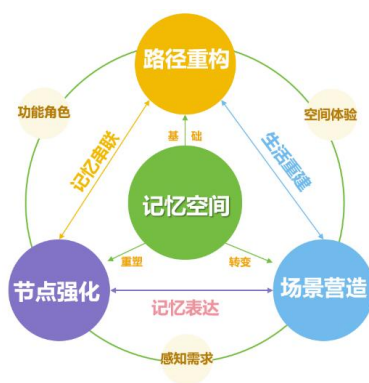 路径重构
功能角色
空间体验
基 础
记忆串联
生活重建
记忆空间
重塑
转变
节点强化
场景营造
记忆表达
感知需求